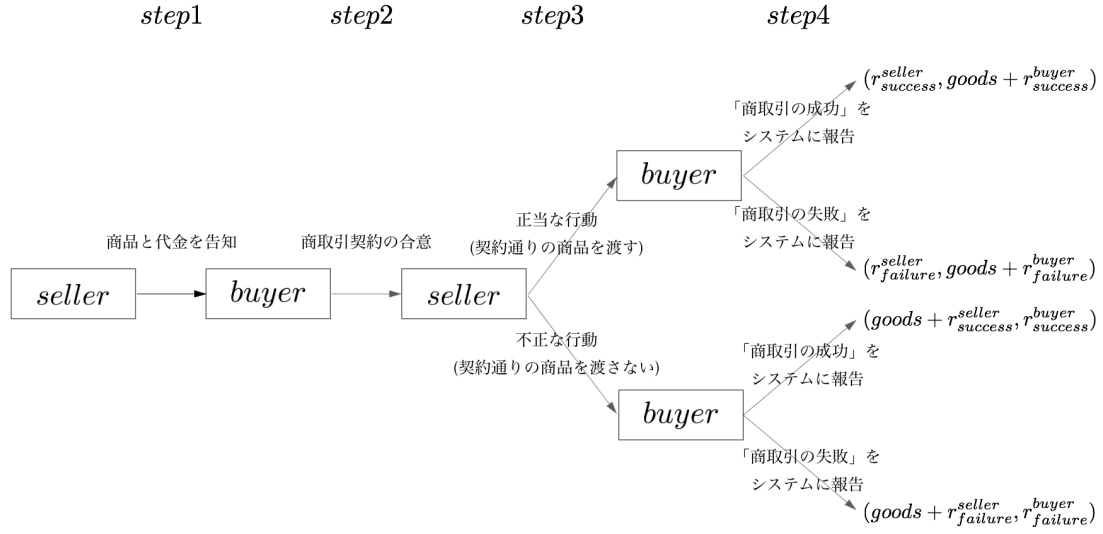 step1
step2
step3
step4
商品と代金を告知
商取引契約の合意
seller
buyer
seller
正当な行動
(契約通りの商品を渡す)
不正な行動
(契約通りの商品を渡さない)
buyer
「商取引の成功」を
システムに報告
(r^{seller}_{success}, goods + r^{buyer}_{success})
「商取引の失敗」を
システムに報告
(r^{seller}_{failure}, goods + r^{buyer}_{failure})
buyer
「商取引の成功」を
システムに報告
(goods + r^{seller}_{success}, r^{buyer}_{success})
「商取引の失敗」を
システムに報告
(goods + r^{seller}_{failure}, r^{buyer}_{failure})